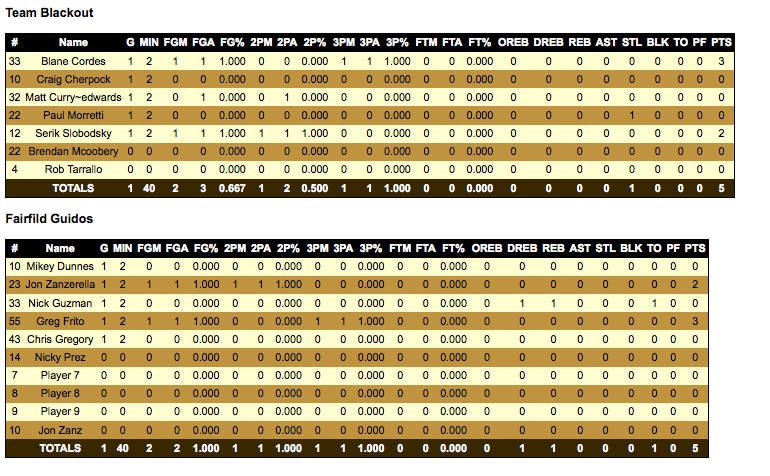 Team Blackout
# Name G MIN FGM FGA FG% 2PM 2PA 2P% 3PM 3PA 3P% FTM FTA FT% OREB DREB REB AST STL BLK TO PF PTS
33 Blane Cordes 1 2 1 1 1.000 0 0 0.000 1 1 1.000 0 0 0.000 0 0 0 0 0 0 0 0 3
10 Craig Cherpock 1 2 0 0 0.000 0 0 0.000 0 0 0.000 0 0 0.000 0 0 0 0 0 0 0 0 0
32 Matt Curry~edwards 1 2 0 1 0.000 0 1 0.000 0 0 0.000 0 0 0.000 0 0 0 0 0 0 0 0 0
22 Paul Morretti 1 2 0 0 0.000 0 0 0.000 0 0 0.000 0 0 0.000 0 0 0 0 1 0 0 0 0
12 Serik Slobodsky 1 2 1 1 1.000 1 1 1.000 0 0 0.000 0 0 0.000 0 0 0 0 0 0 0 0 2
22 Brendan Mcoobery 0 0 0 0 0.000 0 0 0.000 0 0 0.000 0 0 0.000 0 0 0 0 0 0 0 0 0
4 Rob Tarrallo 0 0 0 0 0.000 0 0 0.000 0 0 0.000 0 0 0.000 0 0 0 0 0 0 0 0 0
TOTALS 1 40 2 3 0.667 1 2 0.500 1 1 1.000 0 0 0.000 0 0 0 0 1 0 0 0 5
Fairfild Guidos
# Name G MIN FGM FGA FG% 2PM 2PA 2P% 3PM 3PA 3P% FTM FTA FT% OREB DREB REB AST STL BLK TO PF PTS
10 Mikey Dunnes 1 2 0 0 0.000 0 0 0.000 0 0 0.000 0 0 0.000 0 0 0 0 0 0 0 0 0
23 Jon Zanzerella 1 2 1 1 1.000 1 1 1.000 0 0 0.000 0 0 0.000 0 0 0 0 0 0 0 0 2
33 Nick Guzman 1 2 0 0 0.000 0 0 0.000 0 0 0.000 0 0 0.000 0 1 1 0 0 0 1 0 0
55 Greg Frito 1 2 1 1 1.000 0 0 0.000 1 1 1.000 0 0 0.000 0 0 0 0 0 0 0 0 3
43 Chris Gregory 1 2 0 0 0.000 0 0 0.000 0 0 0.000 0 0 0.000 0 0 0 0 0 0 0 0 0
14 Nicky Prez 0 0 0 0 0.000 0 0 0.000 0 0 0.000 0 0 0.000 0 0 0 0 0 0 0 0 0
7 Player 7 0 0 0 0 0.000 0 0 0.000 0 0 0.000 0 0 0.000 0 0 0 0 0 0 0 0 0
8 Player 8 0 0 0 0 0.000 0 0 0.000 0 0 0.000 0 0 0.000 0 0 0 0 0 0 0 0 0
9 Player 9 0 0 0 0 0.000 0 0 0.000 0 0 0.000 0 0 0.000 0 0 0 0 0 0 0 0 0
10 Jon Zanz 0 0 0 0 0.000 0 0 0.000 0 0 0.000 0 0 0.000 0 0 0 0 0 0 0 0 0
TOTALS 1 40 2 2 1.000 1 1 1.000 1 1 1.000 0 0 0.000 0 1 1 0 0 0 1 0 5